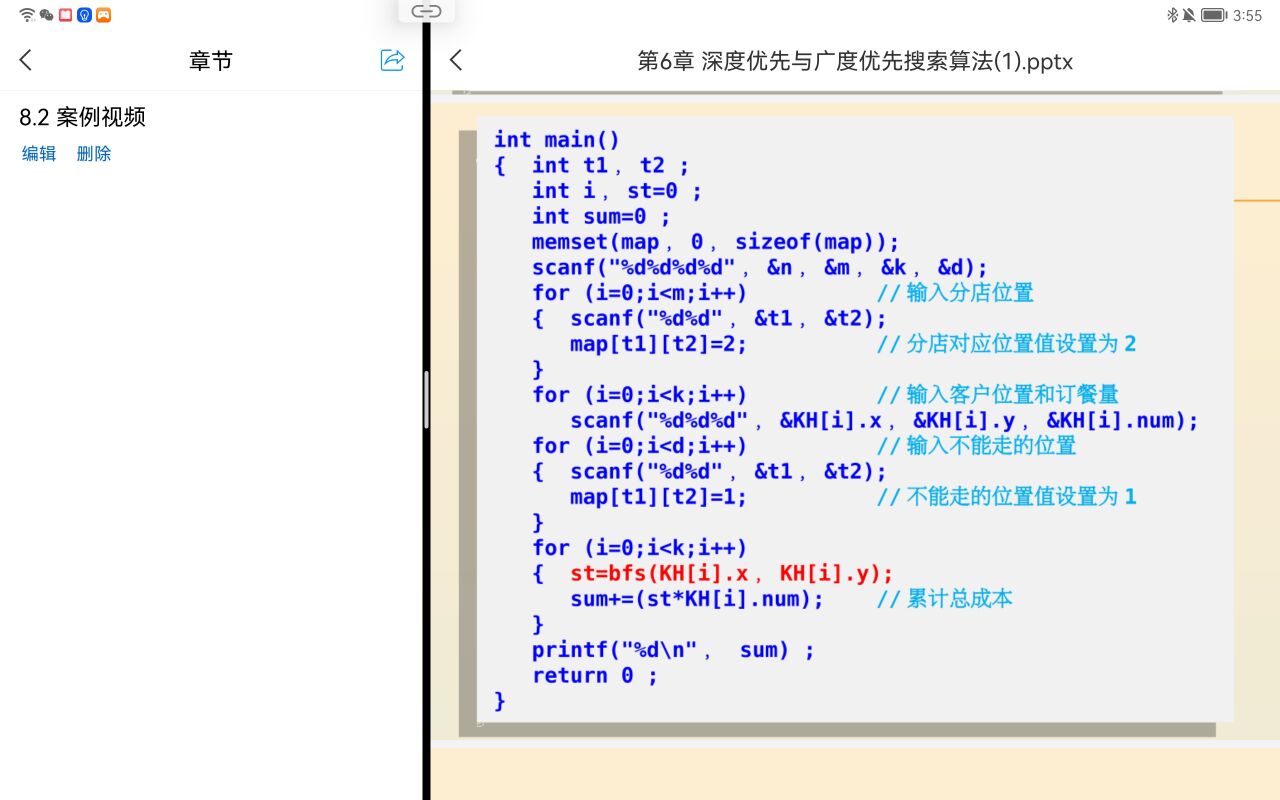 3:55
章节
8.2 案例视频
编辑 删除
第6章 深度优先与广度优先搜索算法(1).pptx
int main()
{ int t1, t2 ;
int i, st=0 ;
int sum=0 ;
memset(map, 0, sizeof(map));
scanf("%d%d%d%d", &n, &m, &k, &d);
for (i=0;i<m;i++) //输入分店位置
{ scanf("%d%d", &t1, &t2);
map[t1][t2]=2; //分店对应位置值设置为 2
}
for (i=0;i<k;i++) //输入客户位置和订餐量
scanf("%d%d%d", &KH[i].x, &KH[i].y, &KH[i].num);
for (i=0;i<d;i++) //输入不能走的位置
{ scanf("%d%d", &t1, &t2);
map[t1][t2]=1; //不能走的位置值设置为 1
}
for (i=0;i<k;i++)
{ st=bfs(KH[i].x, KH[i].y);
sum+=(st*KH[i].num); //累计总成本
}
printf("%d\n", sum) ;
return 0 ;
}